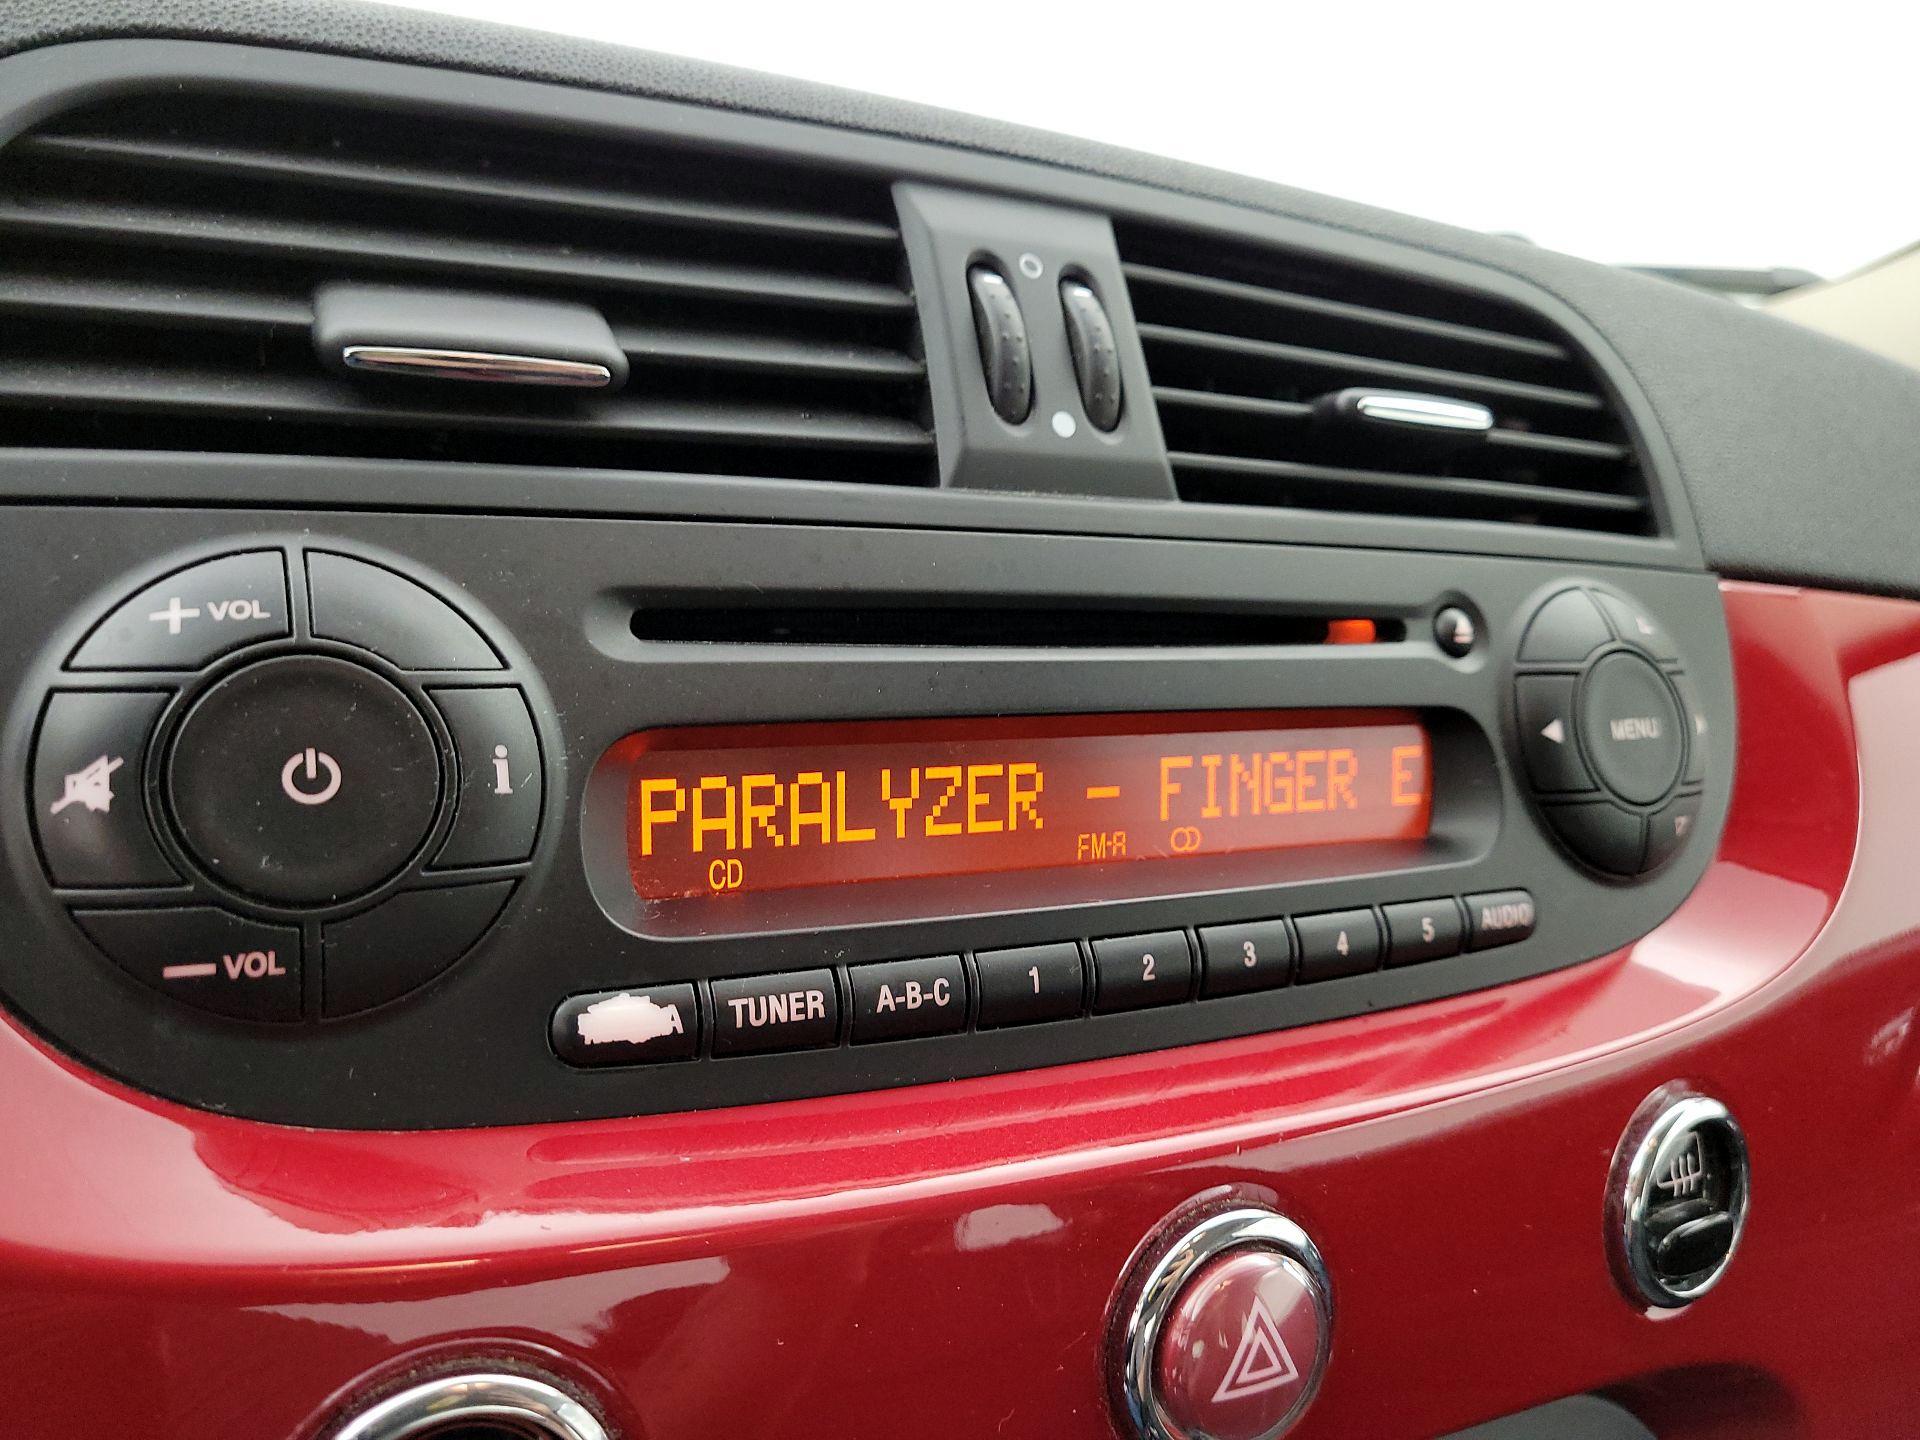 VOL
i
MENU
PARALYZER - FINGER E
CD FM-A
VOL
TUNER A-B-C 1 2 3 4 5 AUDIO